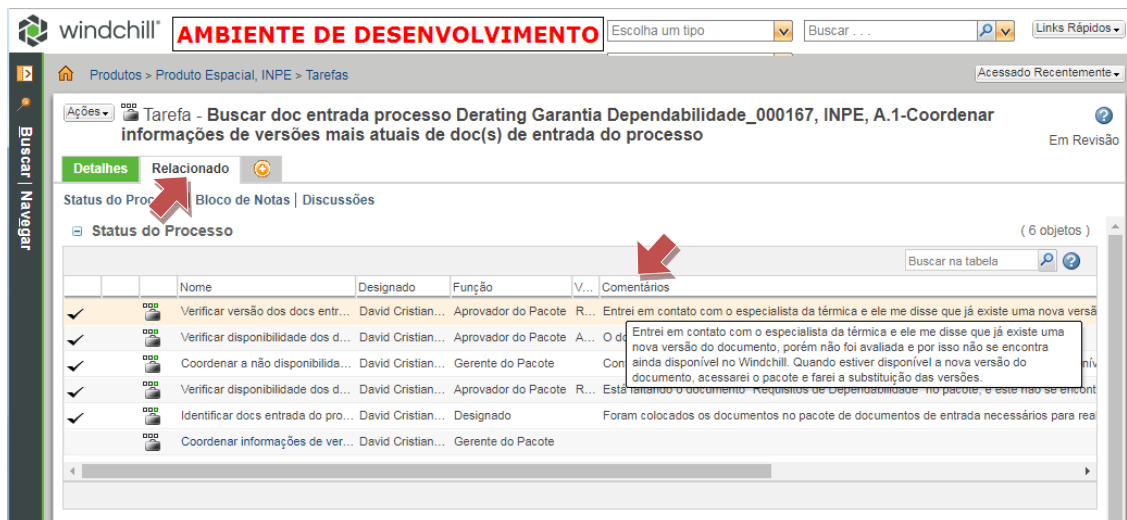 windchill
AMBIENTE DE DESENVOLVIMENTO
Escolha um tipo
Buscar . . .
Links Rápidos
Produtos > Produto Espacial, INPE > Tarefas
Acessado Recentemente
Buscar | Navegar
Ações
Tarefa - Buscar doc entrada processo Derating Garantia Dependabilidade_000167, INPE, A.1-Coordenar
informações de versões mais atuais de doc(s) de entrada do processo
Em Revisão
Detalhes
Relacionado
Status do Proc | Bloco de Notas | Discussões
Status do Processo
( 6 objetos )
Buscar na tabela
Nome Designado Função V... Comentários
Verificar versão dos docs entr... David Cristian... Aprovador do Pacote R... Entrei em contato com o especialista da térmica e ele me disse que já existe uma nova versã
Verificar disponibilidade dos d... David Cristian... Aprovador do Pacote A... O do
Coordenar a não disponibilida... David Cristian... Gerente do Pacote Con
Verificar disponibilidade dos d... David Cristian... Aprovador do Pacote R... Está faltando o documento "Requisitos de Dependabilidade" no pacote, e este não se encont
Identificar docs entrada do pro... David Cristian... Designado Foram colocados os documentos no pacote de documentos de entrada necessários para rea
Coordenar informações de ver... David Cristian... Gerente do Pacote
Entrei em contato com o especialista da térmica e ele me disse que já existe uma
nova versão do documento, porém não foi avaliada e por isso não se encontra
ainda disponível no Windchill. Quando estiver disponível a nova versão do
documento, acessarei o pacote e farei a substituição das versões.